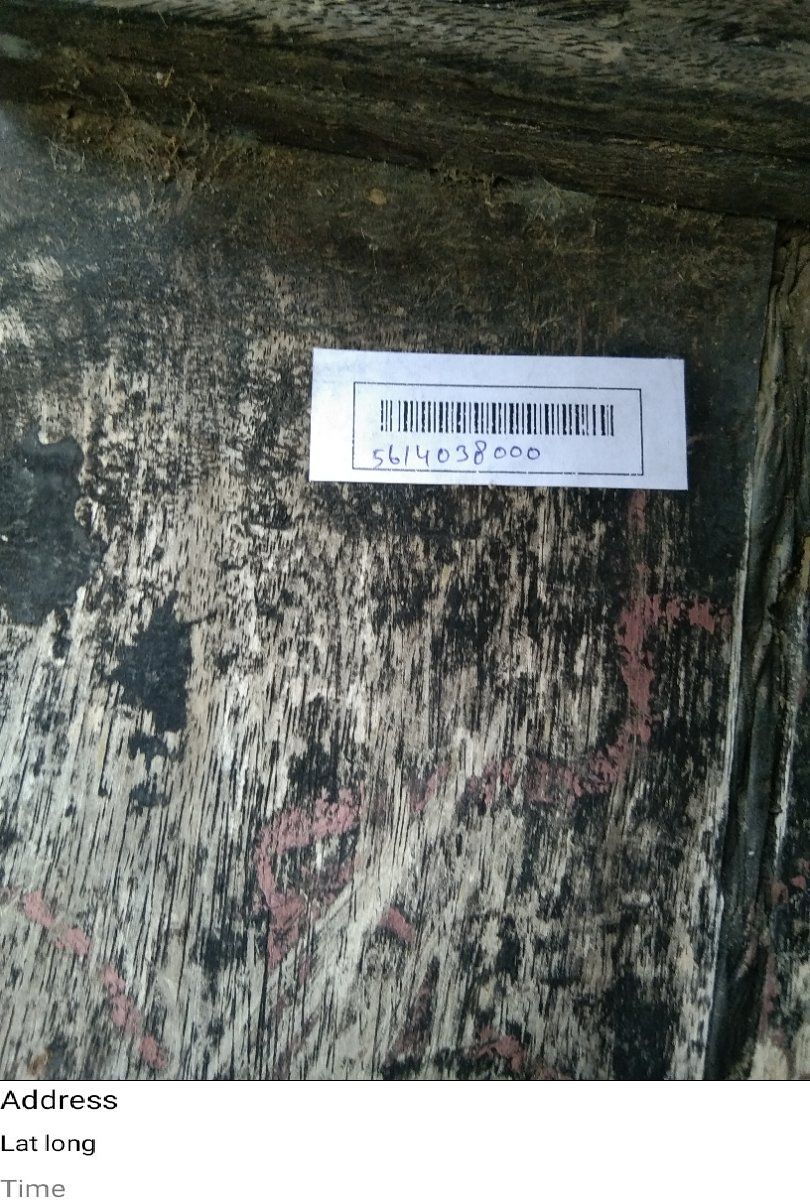 5614038000
Address
Lat long
Time